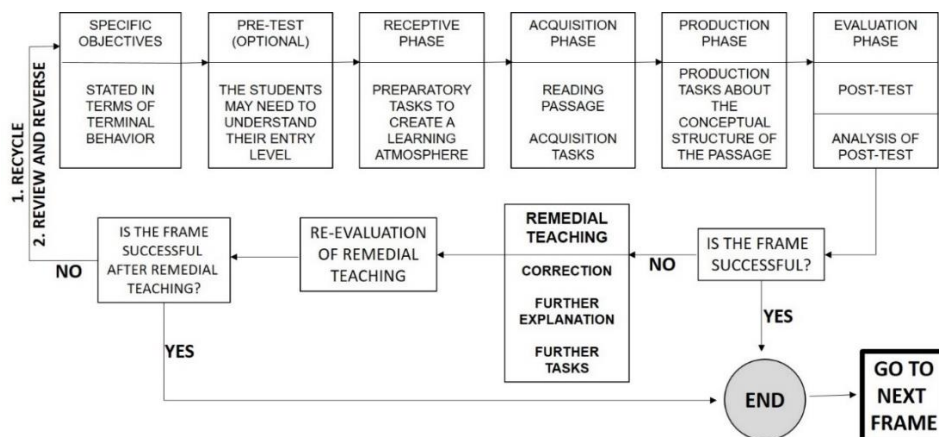 SPECIFIC
OBJECTIVES
STATED IN
TERMS OF
TERMINAL
BEHAVIOR
PRE-TEST
(OPTIONAL)
THE STUDENTS
MAY NEED TO
UNDERSTAND
THEIR ENTRY
LEVEL
RECEPTIVE
PHASE
PREPARATORY
TASKS TO
CREATE A
LEARNING
ATMOSPHERE
ACQUISITION
PHASE
READING
PASSAGE
ACQUISITION
TASKS
PRODUCTION
PHASE
PRODUCTION
TASKS ABOUT
THE
CONCEPTUAL
STRUCTURE OF
THE PASSAGE
EVALUATION
PHASE
POST-TEST
ANALYSIS OF
POST-TEST
IS THE FRAME
SUCCESSFUL?
NO
YES
REMEDIAL
TEACHING
CORRECTION
FURTHER
EXPLANATION
FURTHER
TASKS
RE-EVALUATION
OF REMEDIAL
TEACHING
IS THE FRAME
SUCCESSFUL
AFTER REMEDIAL
TEACHING?
NO
YES
1. RECYCLE
2. REVIEW AND REVERSE
END
GO TO
NEXT
FRAME